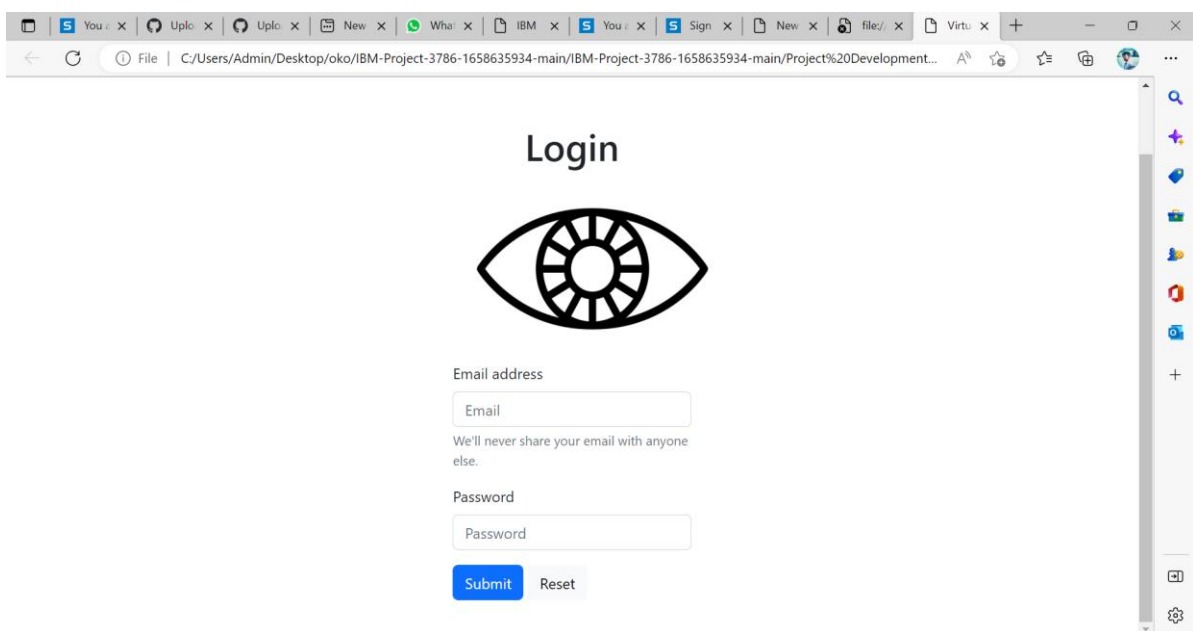 You a
Uplo
Uplo
New
What
IBM
You a
Sign
New
file://
Virtu
File | C:/Users/Admin/Desktop/oko/IBM-Project-3786-1658635934-main/IBM-Project-3786-1658635934-main/Project%20Development...
Login
Email address
Email
We'll never share your email with anyone
else.
Password
Password
Submit Reset